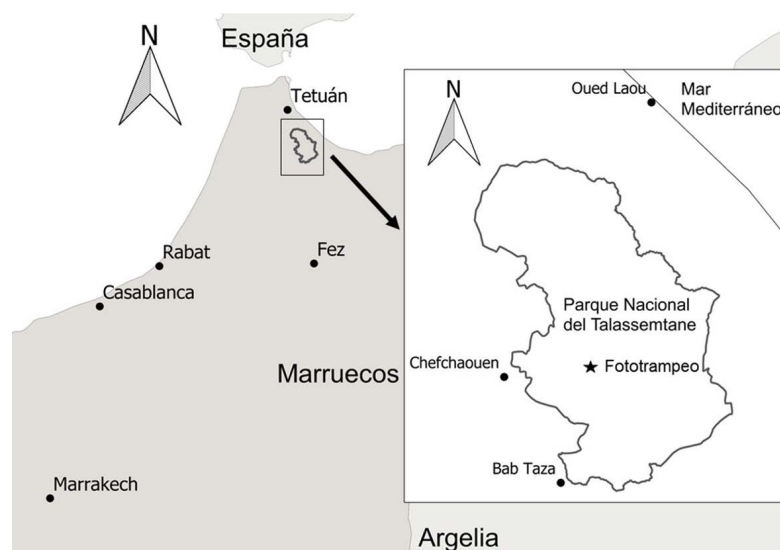 España
N
Tetuán
Rabat
Fez
Casablanca
Marruecos
Marrakech
Argelia
N
Oued Laou
Mar
Mediterráneo
Parque Nacional
del Talassemtane
Chefchaouen
Fototrampeo
Bab Taza